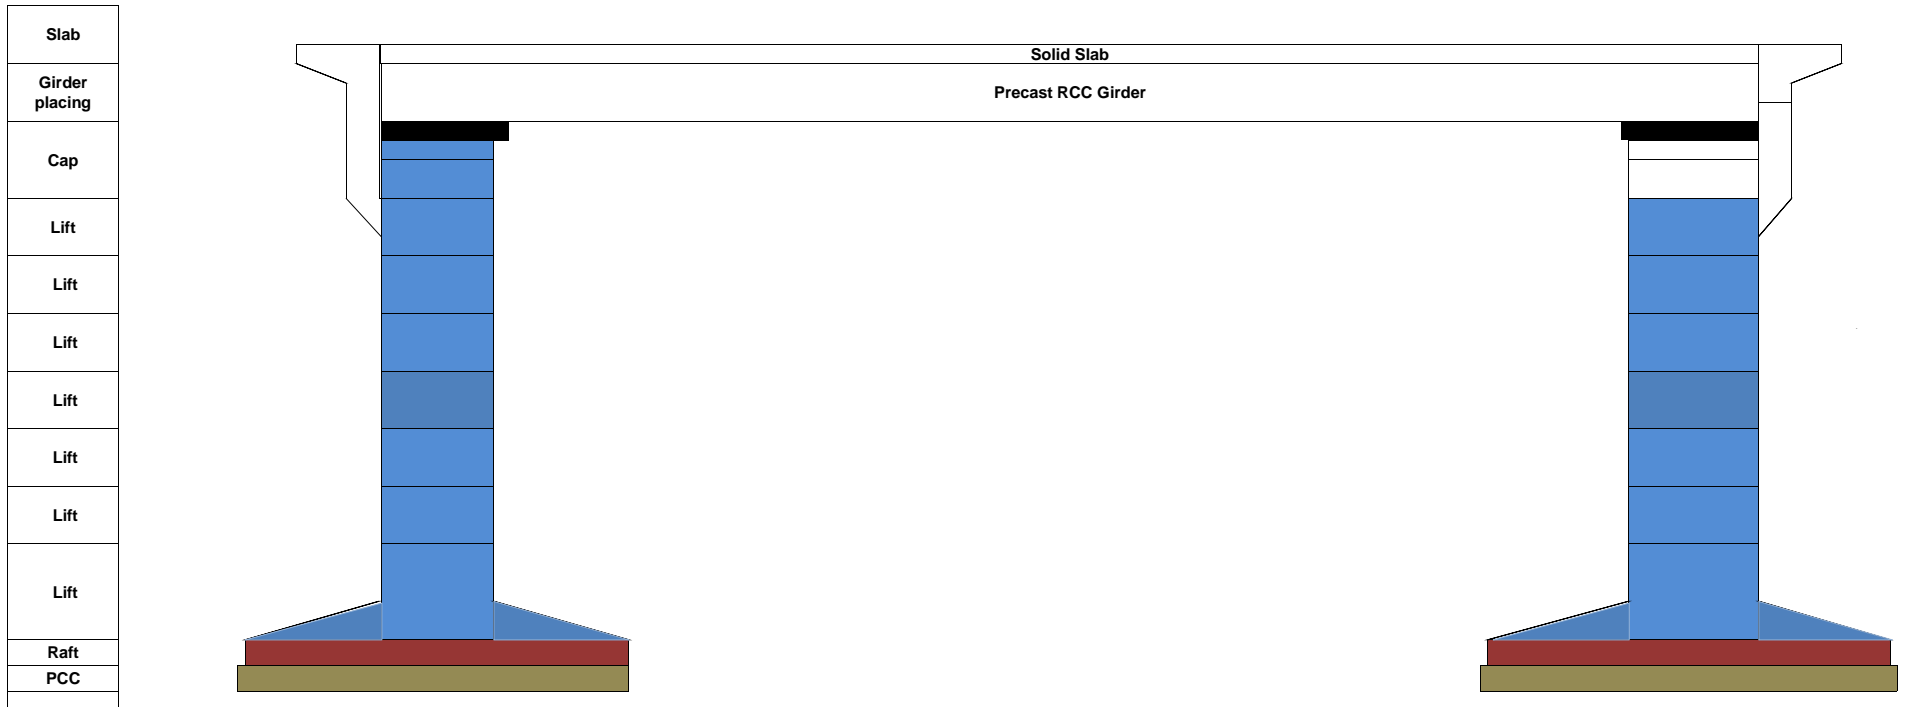 Slab
Solid Slab
Girder
placing
Precast RCC Girder
Cap
Lift
Lift
Lift
Lift
Lift
Lift
Lift
Raft
PCC